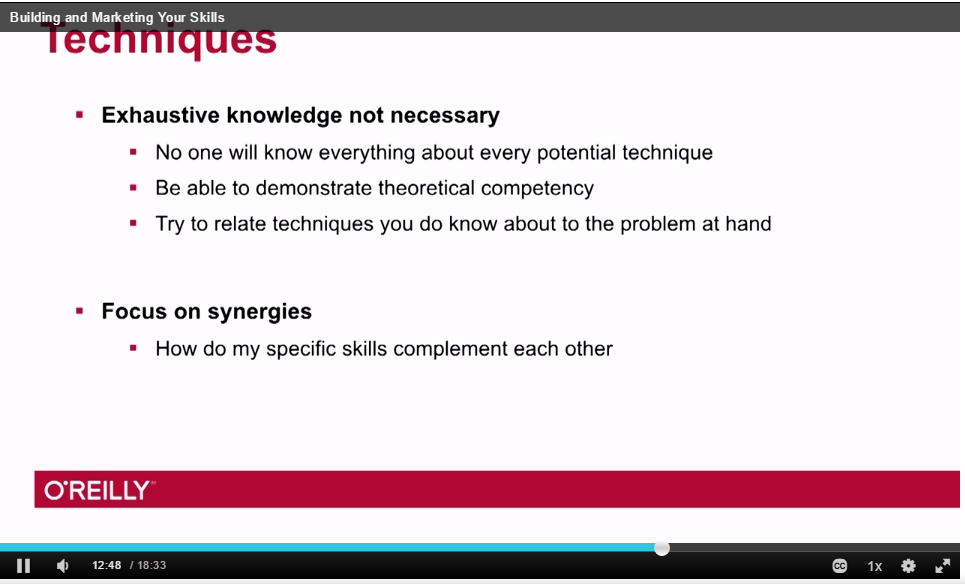 Building and Marketing Your Skills
Techniques
Exhaustive knowledge not necessary
No one will know everything about every potential technique
Be able to demonstrate theoretical competency
Try to relate techniques you do know about to the problem at hand
Focus on synergies
How do my specific skills complement each other
O'REILLY
12:48 / 18:33 CC 1x